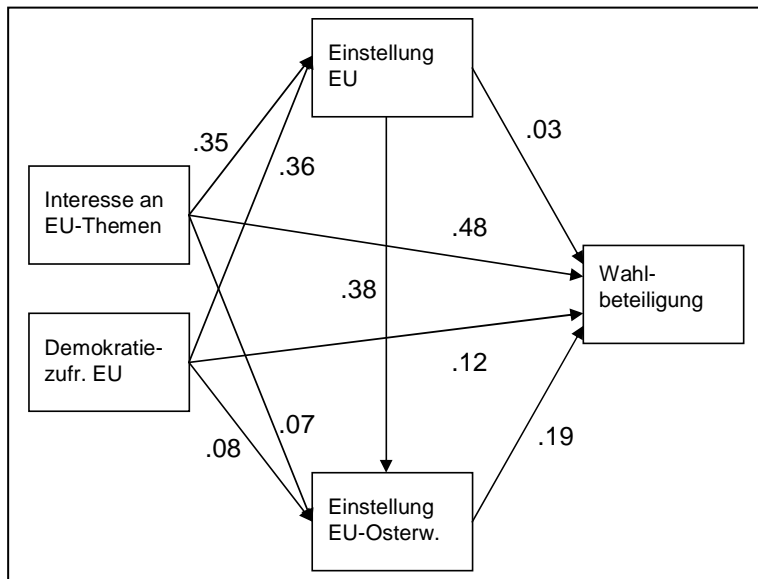 Einstellung
EU
.35
.36
.03
Interesse an
EU-Themen
.48
.38
Wahl-
beteiligung
Demokratie-
zufr. EU
.12
.07
.08
.19
Einstellung
EU-Osterw.